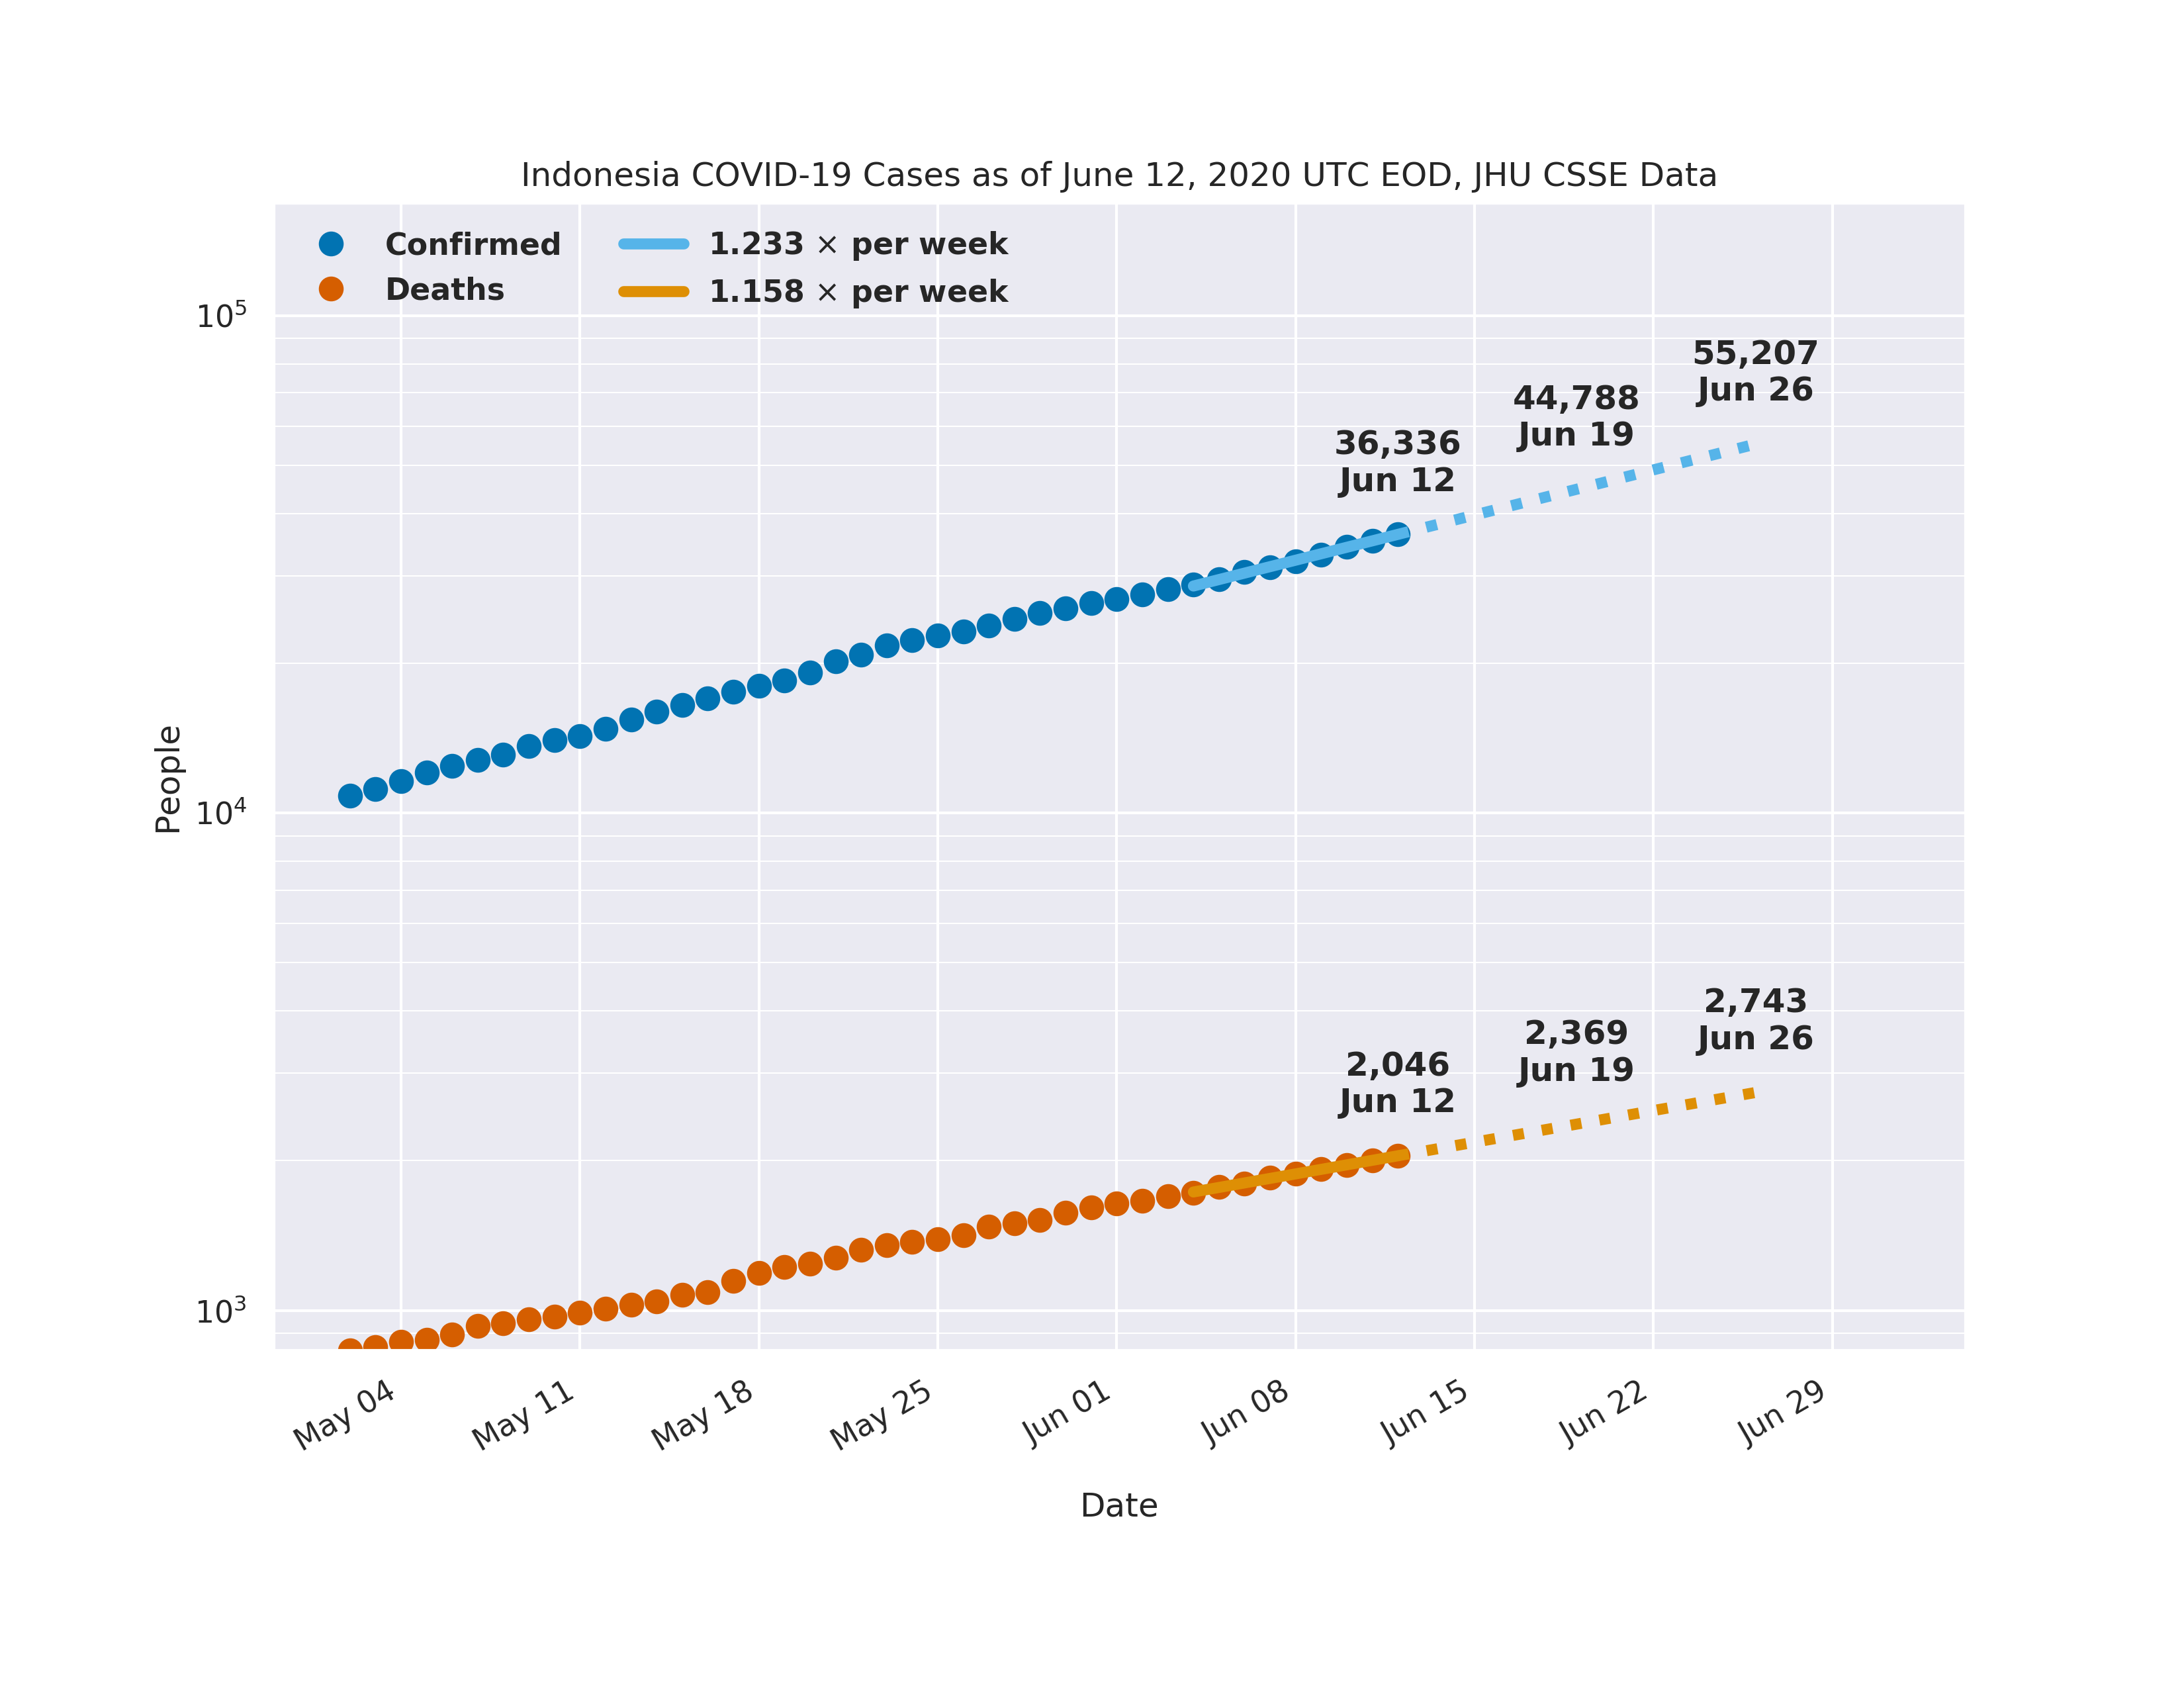 Indonesia COVID-19 Cases as of June 12, 2020 UTC EOD, JHU CSSE Data
Confirmed
Deaths
1.233 × per week
1.158 × per week
10⁵
10⁴
10³
People
55,207
Jun 26
44,788
Jun 19
36,336
Jun 12
2,743
Jun 26
2,369
Jun 19
2,046
Jun 12
May 04
May 11
May 18
May 25
Jun 01
Jun 08
Jun 15
Jun 22
Jun 29
Date